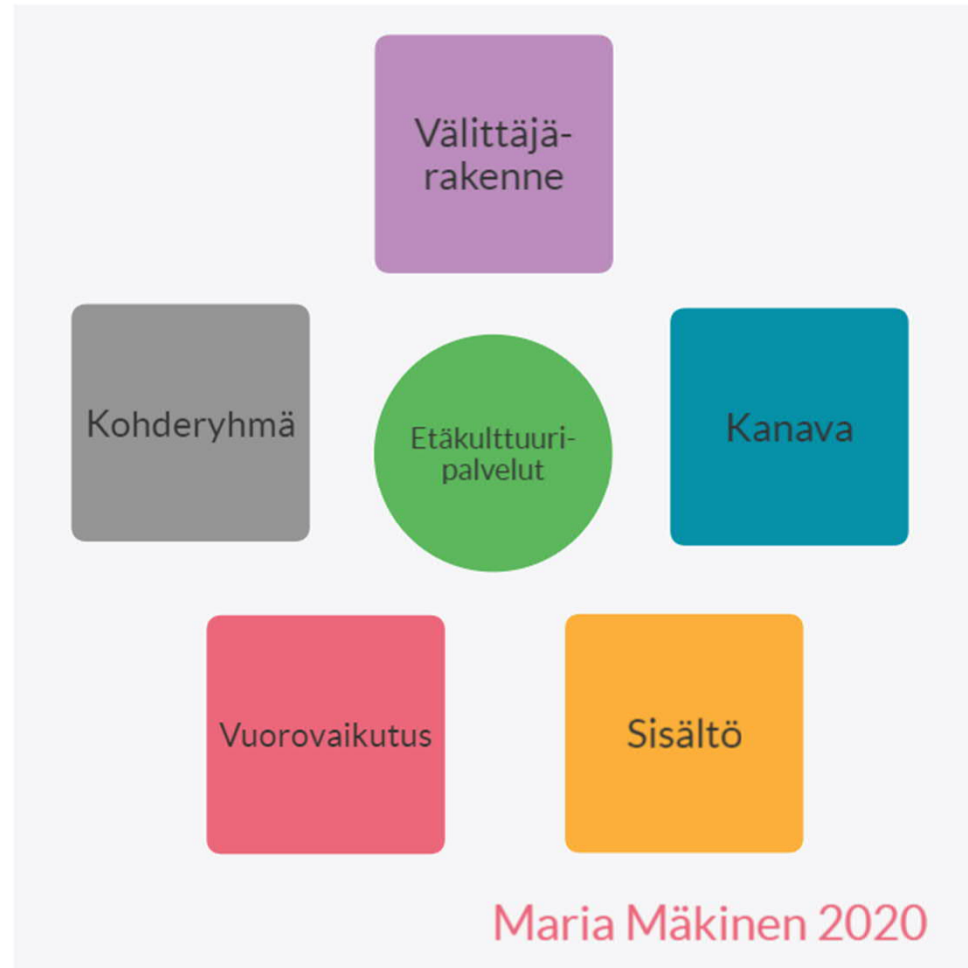 Välittäjä-
rakenne
Kohderyhmä
Etäkulttuuri-
palvelut
Kanava
Vuorovaikutus
Sisältö
Maria Mäkinen 2020